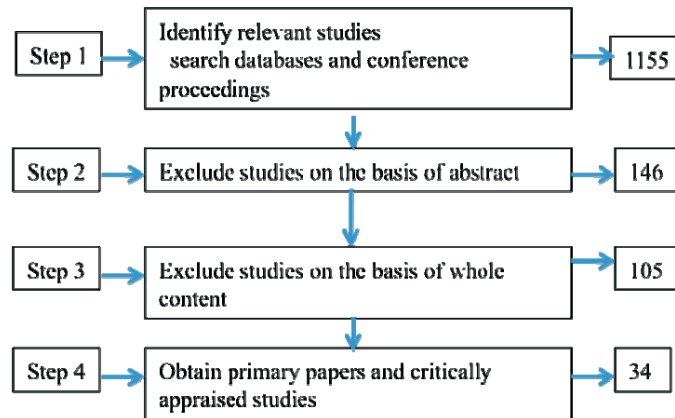 Step 1
Identify relevant studies
search databases and conference
proceedings
1155
Step 2
Exclude studies on the basis of abstract
146
Step 3
Exclude studies on the basis of whole
content
105
Step 4
Obtain primary papers and critically
appraised studies
34